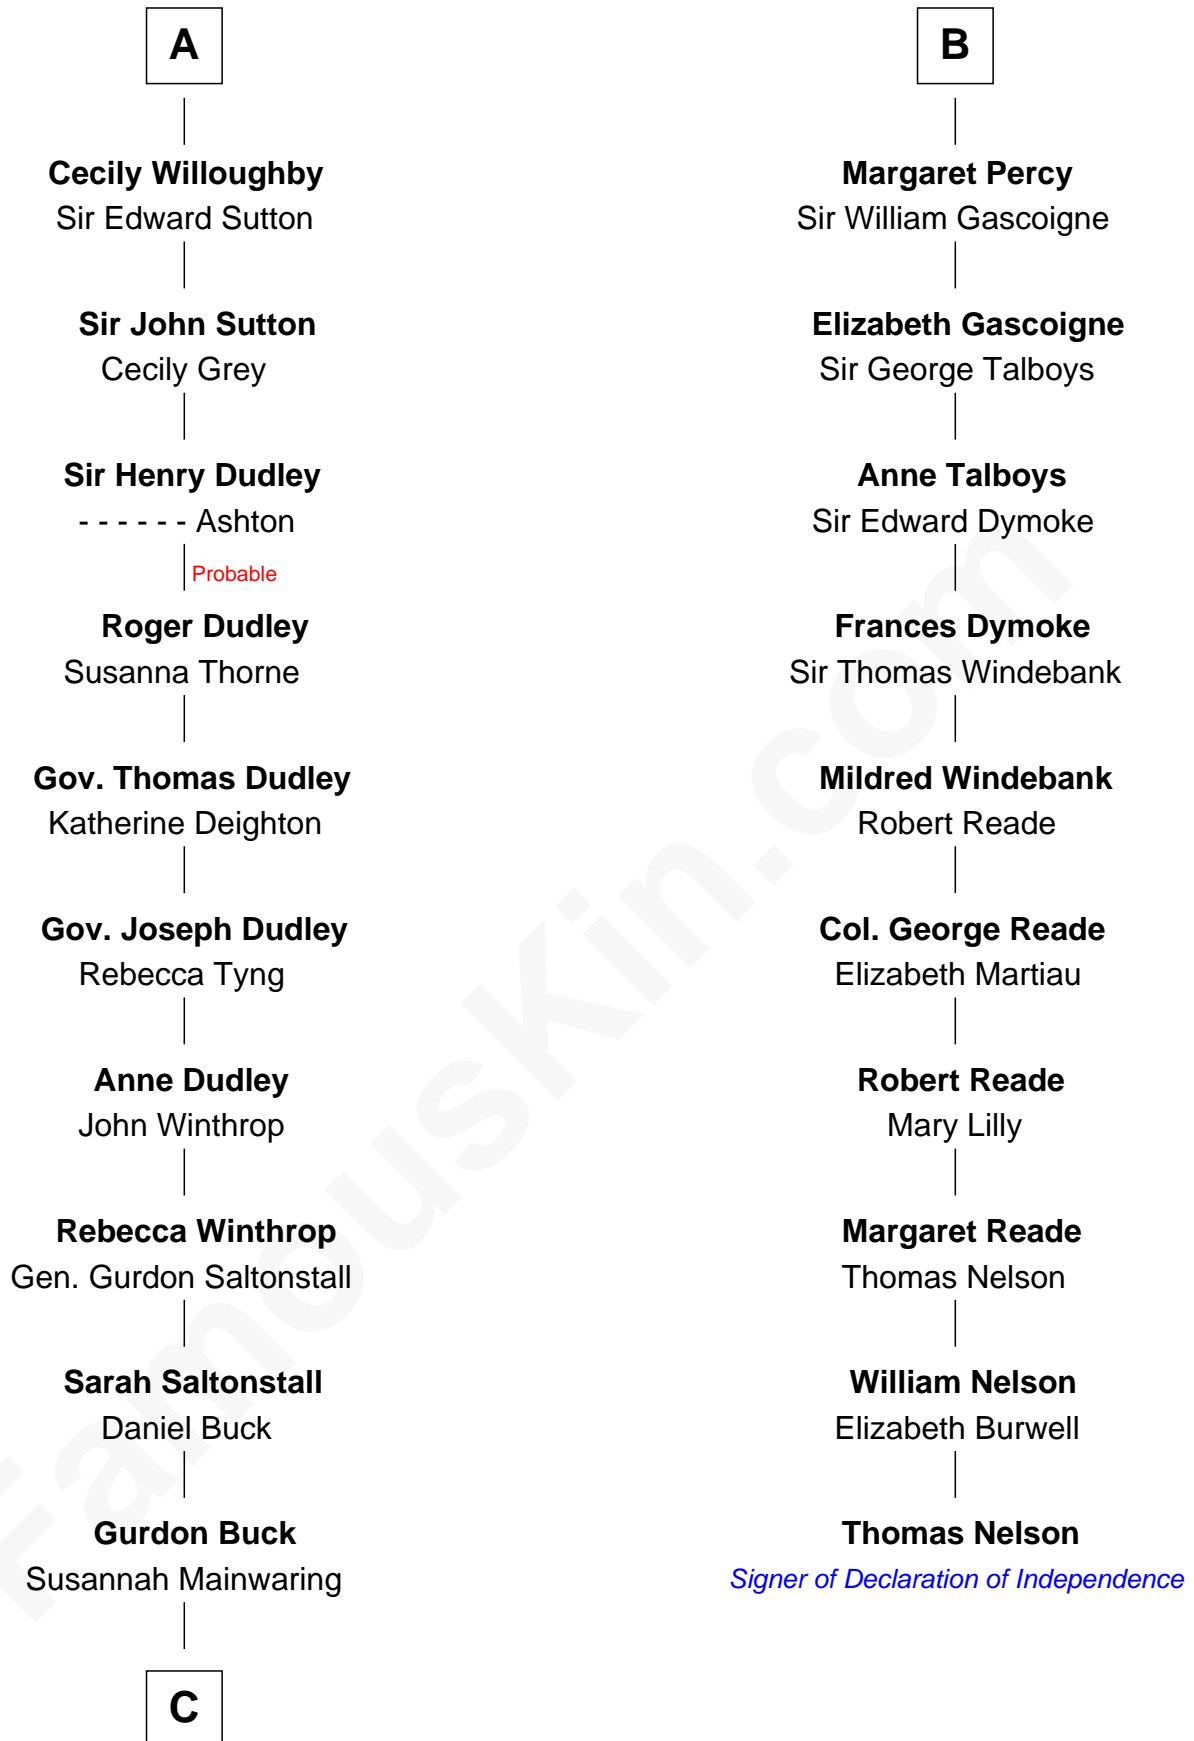 A
Cecily Willoughby
Sir Edward Sutton
Sir John Sutton
Cecily Grey
Sir Henry Dudley
- - - - - - Ashton
Probable
Roger Dudley
Susanna Thorne
Gov. Thomas Dudley
Katherine Deighton
Gov. Joseph Dudley
Rebecca Tyng
Anne Dudley
John Winthrop
Rebecca Winthrop
Gen. Gurdon Saltonstall
Sarah Saltonstall
Daniel Buck
Gurdon Buck
Susannah Mainwaring
C
B
Margaret Percy
Sir William Gascoigne
Elizabeth Gascoigne
Sir George Talboys
Anne Talboys
Sir Edward Dymoke
Frances Dymoke
Sir Thomas Windebank
Mildred Windebank
Robert Reade
Col. George Reade
Elizabeth Martiau
Robert Reade
Mary Lilly
Margaret Reade
Thomas Nelson
William Nelson
Elizabeth Burwell
Thomas Nelson
Signer of Declaration of Independence
FamousKin.com